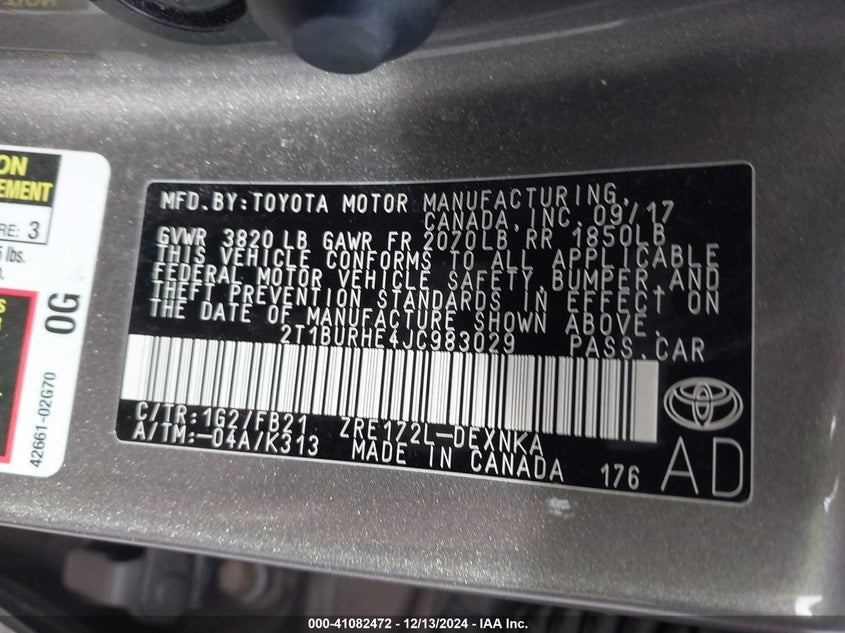 ON
EMENT
RE: 3
lbs.
S
0G
42661-02G70
MFD.BY:TOYOTA MOTOR MANUFACTURING,
CANADA,INC. 09/17
GVWR 3820 LB GAWR FR 2070LB RR 1850LB
THIS VEHICLE CONFORMS TO ALL APPLICABLE
FEDERAL MOTOR VEHICLE SAFETY,BUMPER,AND
THEFT PREVENTION STANDARDS IN EFFECT ON
THE DATE OF MANUFACTURE SHOWN ABOVE.
2T1BURHE4JC983029 PASS.CAR
C/TR:1G2/FB21 ZRE172L-DEXNKA
A/TM:-04A/K313 MADE IN CANADA 176 AD
000-41082472 - 12/13/2024 - IAA Inc.